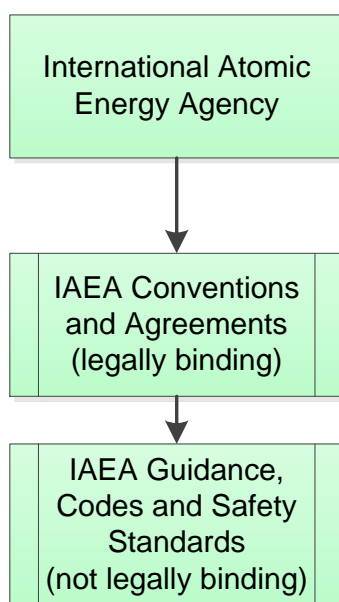 International Atomic
Energy Agency
IAEA Conventions
and Agreements
(legally binding)
IAEA Guidance,
Codes and Safety
Standards
(not legally binding)